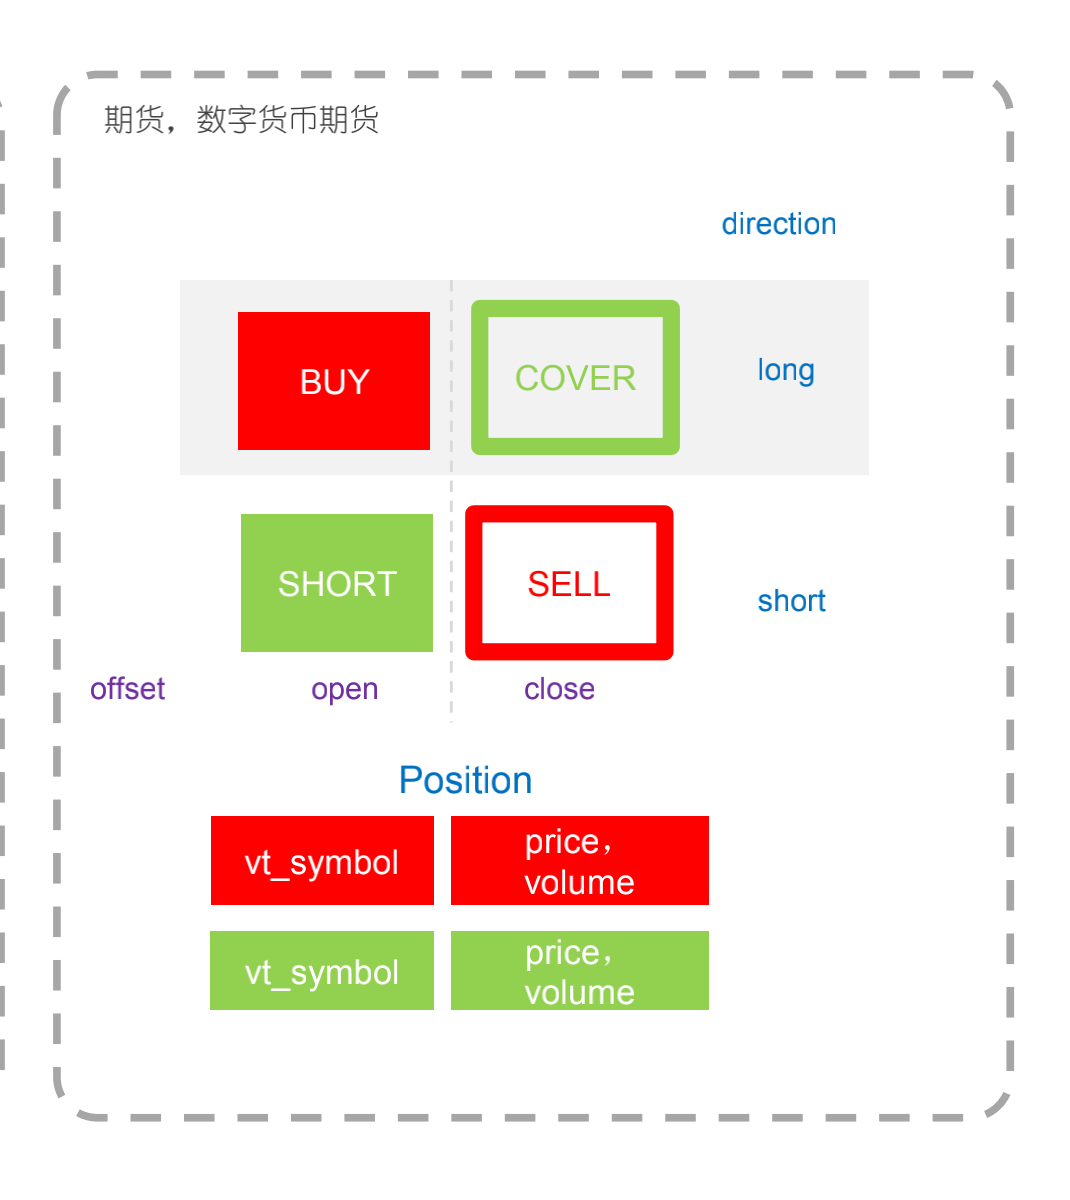 期货，数字货币期货
direction
BUY
COVER
long
SHORT
SELL
short
offset
open
close
Position
vt_symbol
price，
volume
vt_symbol
price，
volume